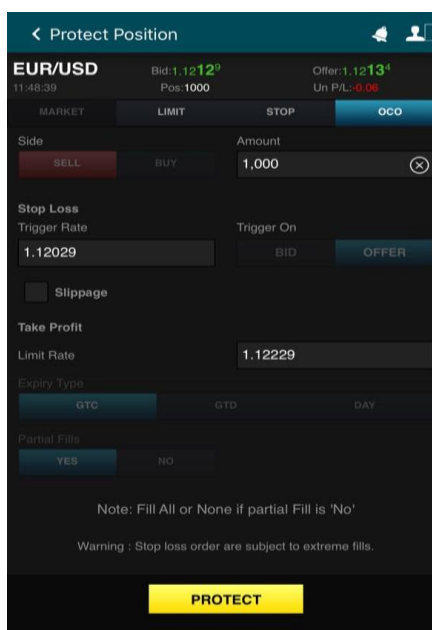 Protect Position
EUR/USD Bid:1.1212⁹ Offer:1.1213⁴
11:48:39 Pos:1000 Un P/L:-0.06
MARKET LIMIT STOP OCO
Side Amount
SELL BUY 1,000
Stop Loss
Trigger Rate Trigger On
1.12029 BID OFFER
Slippage
Take Profit
Limit Rate 1.12229
Expiry Type
GTC GTD DAY
Partial Fills
YES NO
Note: Fill All or None if partial Fill is 'No'
Warning : Stop loss order are subject to extreme fills.
PROTECT